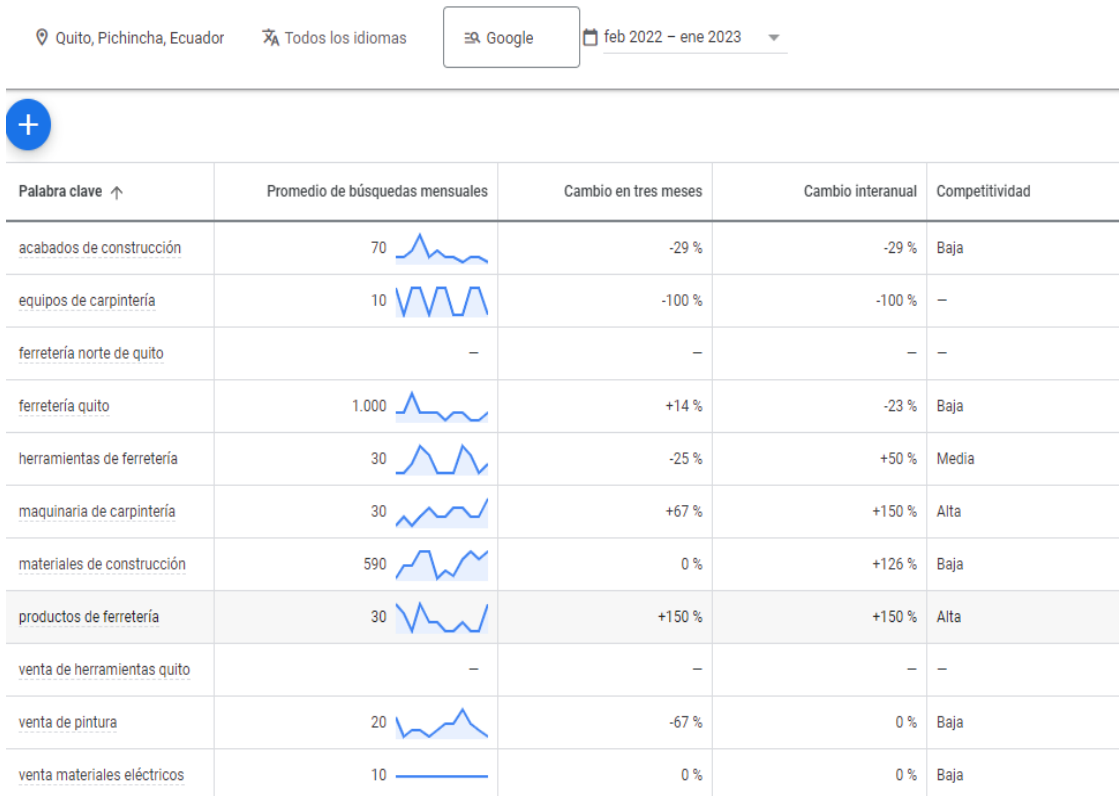 Quito, Pichincha, Ecuador Todos los idiomas Google feb 2022 – ene 2023
Palabra clave Promedio de búsquedas mensuales Cambio en tres meses Cambio interanual Competitividad
acabados de construcción 70 -29 % -29 % Baja
equipos de carpintería 10 -100 % -100 % –
ferretería norte de quito – – – –
ferretería quito 1.000 +14 % -23 % Baja
herramientas de ferretería 30 -25 % +50 % Media
maquinaria de carpintería 30 +67 % +150 % Alta
materiales de construcción 590 0 % +126 % Baja
productos de ferretería 30 +150 % +150 % Alta
venta de herramientas quito – – – –
venta de pintura 20 -67 % 0 % Baja
venta materiales eléctricos 10 0 % 0 % Baja